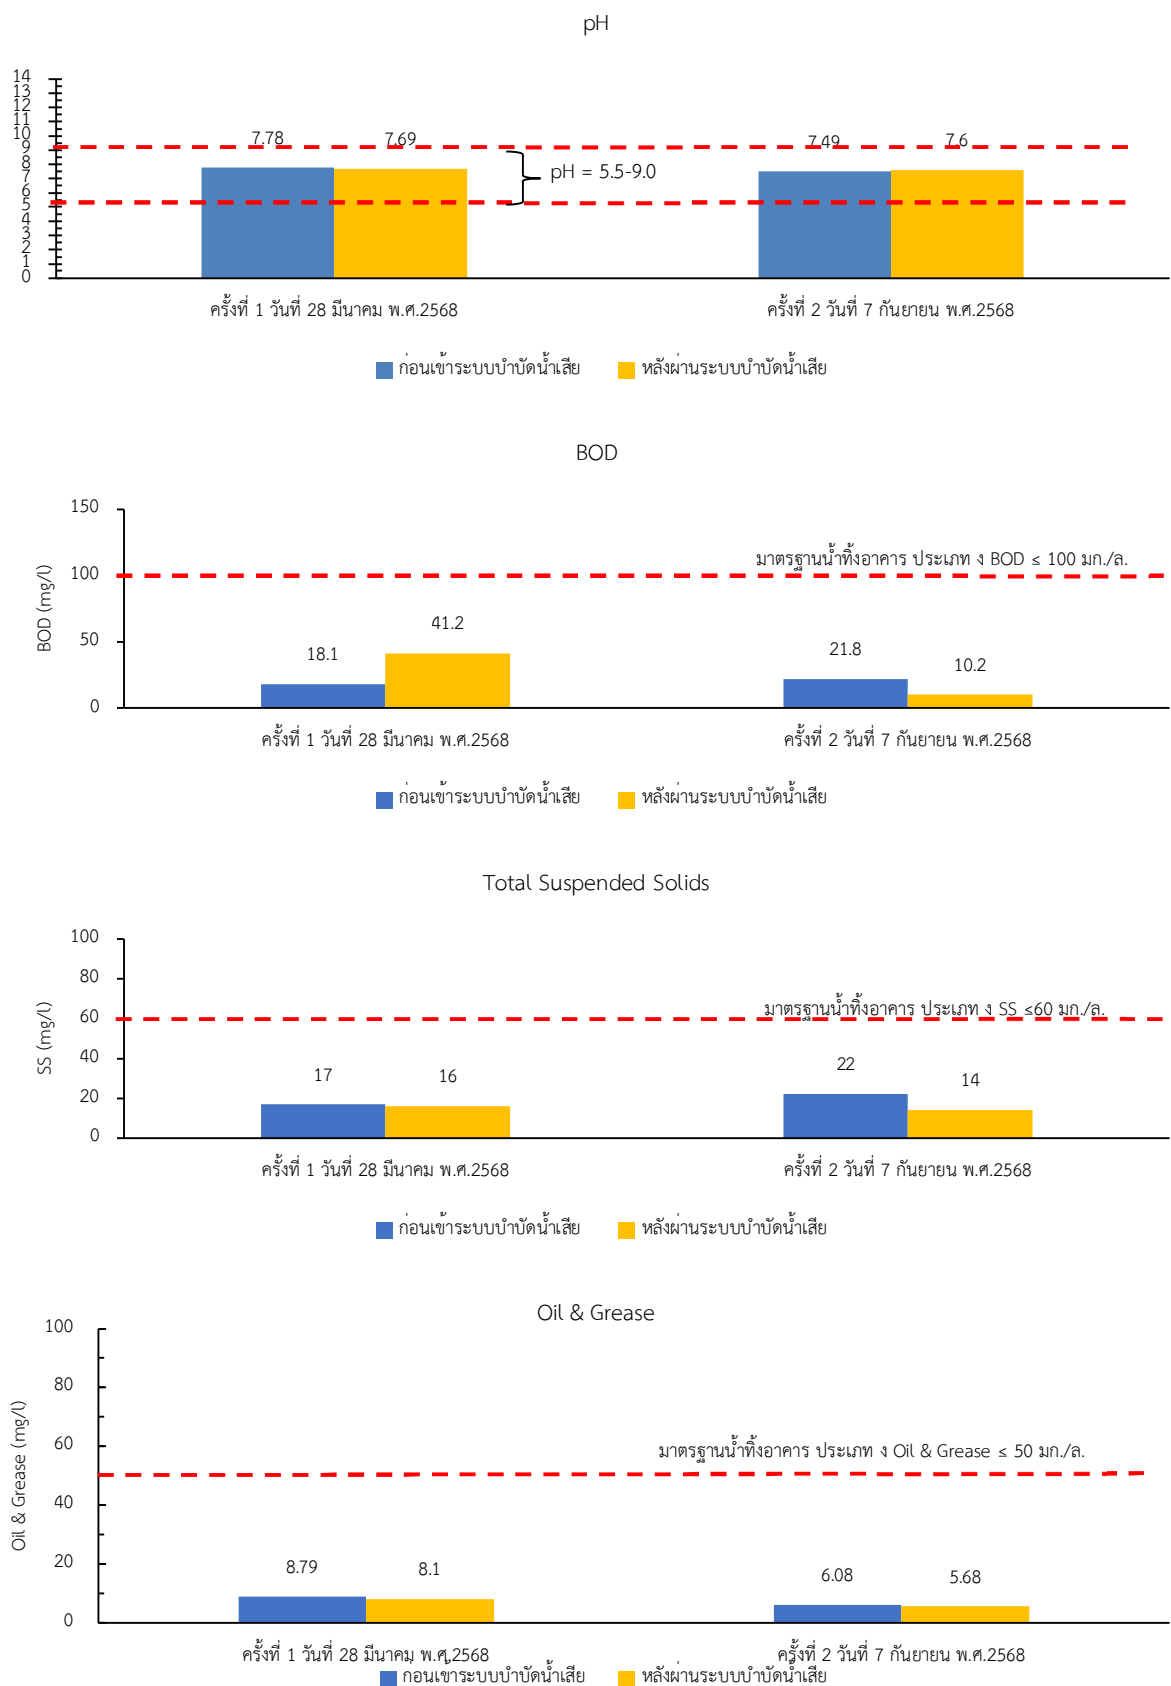 pH
14
13
12
11
10
9
8
7
6
5
4
3
2
1
0
7.78
7.69
7.49
7.6
pH = 5.5-9.0
ครั้งที่ 1 วันที่ 28 มีนาคม พ.ศ.2568
ครั้งที่ 2 วันที่ 7 กันยายน พ.ศ.2568
ก่อนเข้าระบบบำบัดน้ำเสีย
หลังผ่านระบบบำบัดน้ำเสีย
BOD
BOD (mg/l)
150
100
50
0
มาตรฐานน้ำทิ้งอาคาร ประเภท ง BOD ≤ 100 มก./ล.
18.1
41.2
21.8
10.2
ครั้งที่ 1 วันที่ 28 มีนาคม พ.ศ.2568
ครั้งที่ 2 วันที่ 7 กันยายน พ.ศ.2568
ก่อนเข้าระบบบำบัดน้ำเสีย
หลังผ่านระบบบำบัดน้ำเสีย
Total Suspended Solids
SS (mg/l)
100
80
60
40
20
0
มาตรฐานน้ำทิ้งอาคาร ประเภท ง SS ≤60 มก./ล.
17
16
22
14
ครั้งที่ 1 วันที่ 28 มีนาคม พ.ศ.2568
ครั้งที่ 2 วันที่ 7 กันยายน พ.ศ.2568
ก่อนเข้าระบบบำบัดน้ำเสีย
หลังผ่านระบบบำบัดน้ำเสีย
Oil & Grease
Oil & Grease (mg/l)
100
80
60
40
20
0
มาตรฐานน้ำทิ้งอาคาร ประเภท ง Oil & Grease ≤ 50 มก./ล.
8.79
8.1
6.08
5.68
ครั้งที่ 1 วันที่ 28 มีนาคม พ.ศ.2568
ครั้งที่ 2 วันที่ 7 กันยายน พ.ศ.2568
ก่อนเข้าระบบบำบัดน้ำเสีย
หลังผ่านระบบบำบัดน้ำเสีย